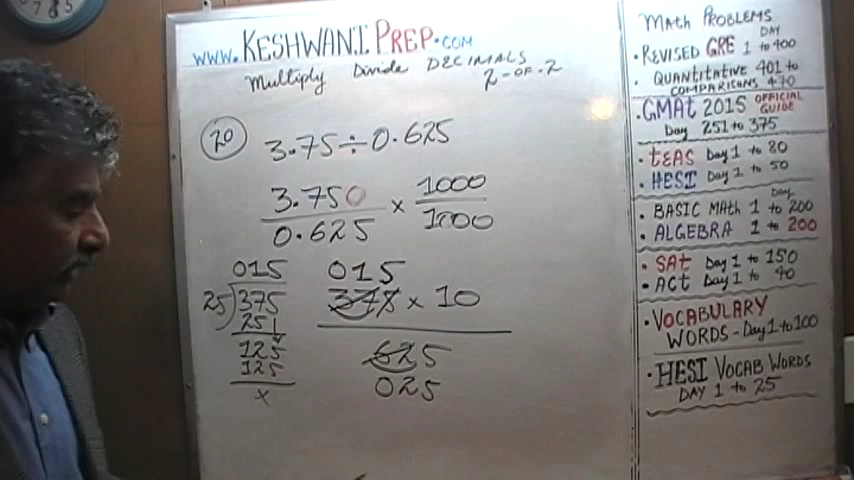 www.KESHWANI PREP.COM
Multiply Divide DECIMALS
2-OF-2
20
3.75÷0.625
3.750 × 1000
0.625 1000
015
25 375
25
125
125
x
015
375 × 10
625
025
MATH PROBLEMS
DAY
• REVISED GRE 1 to 400
• QUANTITATIVE 401 to
COMPARISONS 470
• GMAt 2015 OFFICIAL GUIDE
Day 251 to 375
• tEAS Day 1 to 80
• HESI Day 1 to 50
Day
• BASIC MAth 1 to 200
• ALGEBRA 1 to 200
• SAt Day 1 to 150
• ACt Day 1 to 40
• VOCABULARY
WORDS - Day 1 to 100
• HESI VOCAB WORDS
DAY 1 to 25